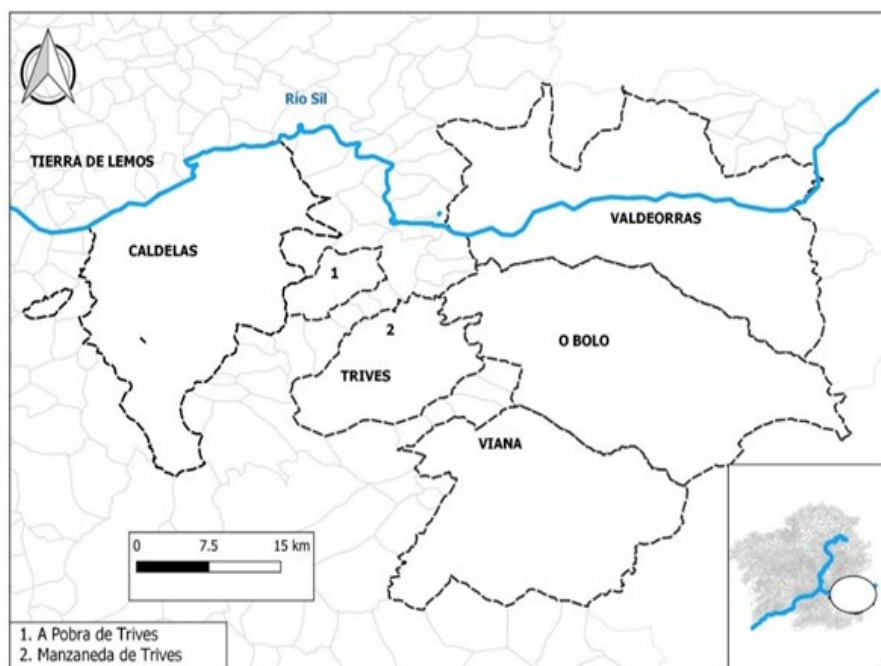 Río Sil
TIERRA DE LEMOS
VALDEORRAS
CALDELAS
1
2
O BOLO
TRIVES
VIANA
0 7.5 15 km
1. A Pobra de Trives
2. Manzaneda de Trives